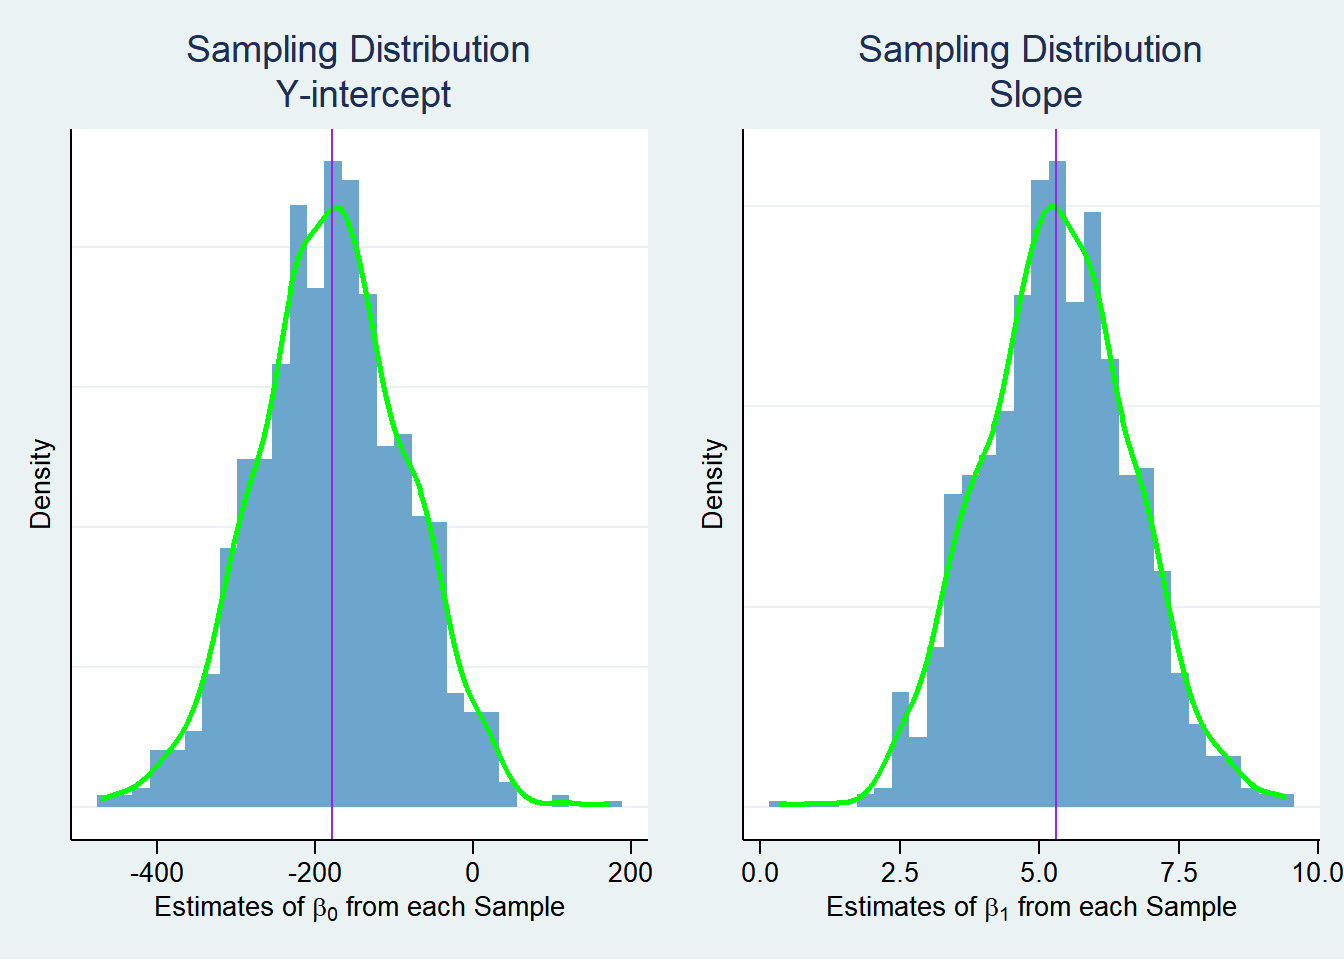 Sampling Distribution
Y-intercept
Density
-400 -200 0 200
Estimates of β0 from each Sample
Sampling Distribution
Slope
Density
0.0 2.5 5.0 7.5 10.0
Estimates of β1 from each Sample